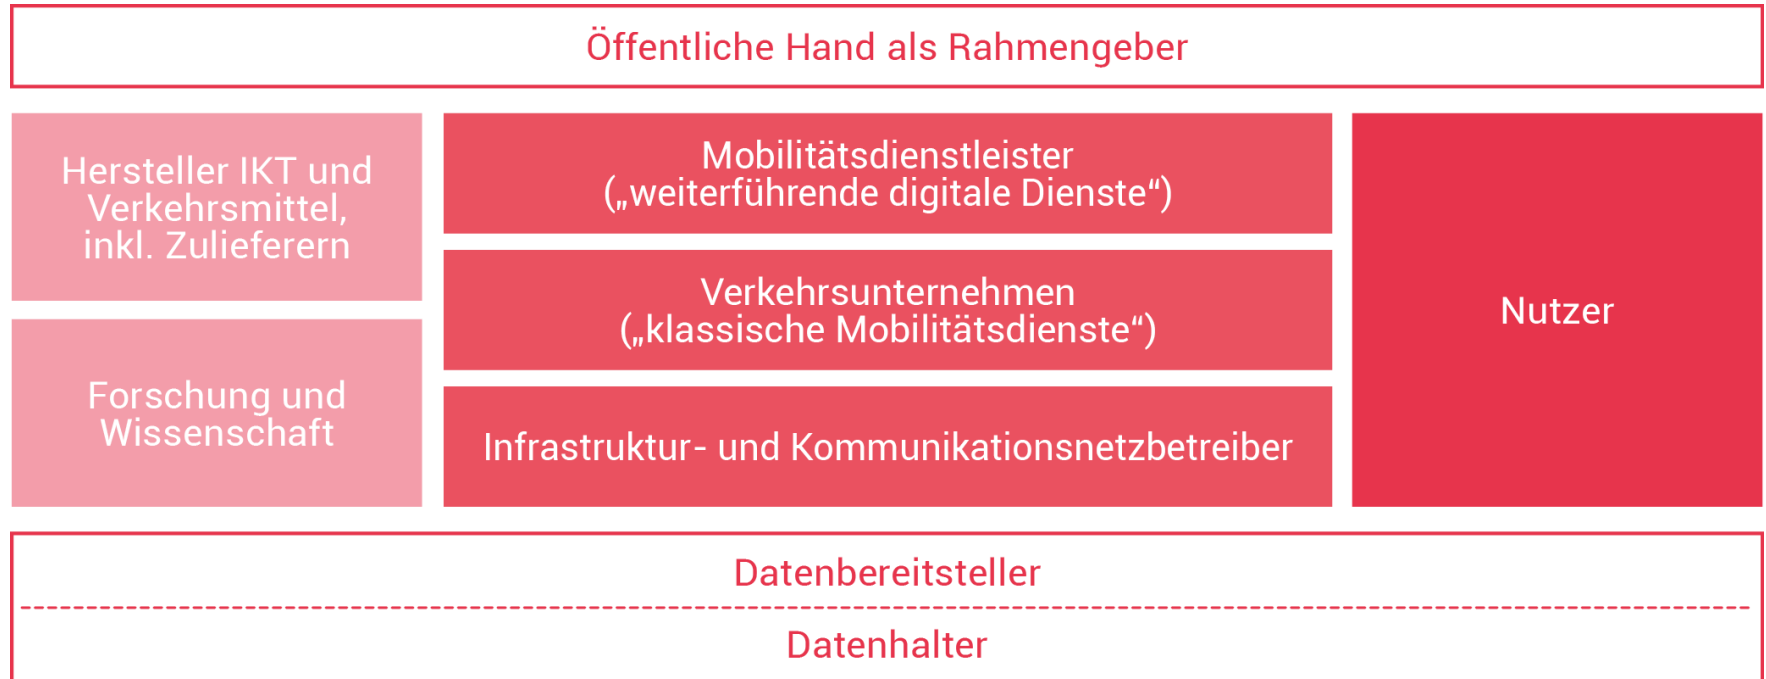 Öffentliche Hand als Rahmengeber
Hersteller IKT und
Verkehrsmittel,
inkl. Zulieferern
Forschung und
Wissenschaft
Mobilitätsdienstleister
(„weiterführende digitale Dienste“)
Verkehrsunternehmen
(„klassische Mobilitätsdienste“)
Infrastruktur- und Kommunikationsnetzbetreiber
Nutzer
Datenbereitsteller
Datenhalter